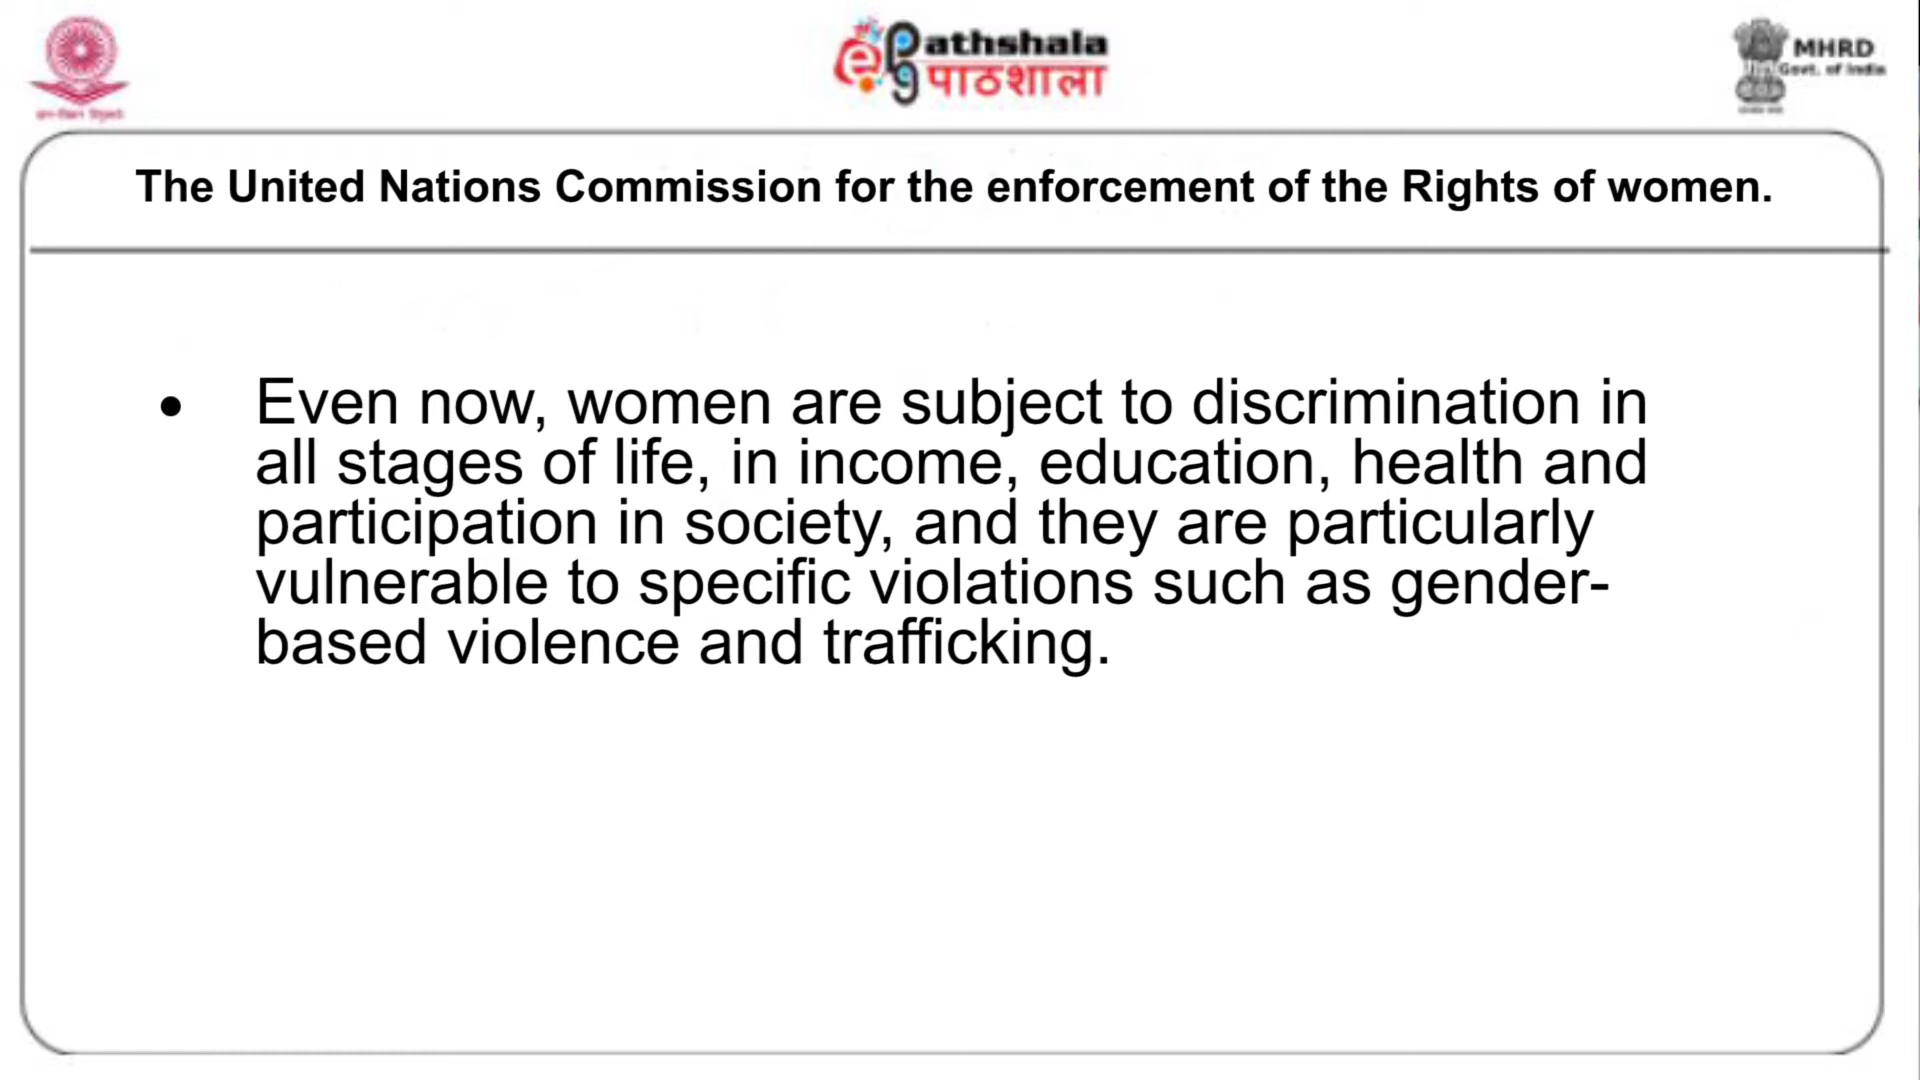 ePathshala
पाठशाला
MHRD
Govt. of India
The United Nations Commission for the enforcement of the Rights of women.
• Even now, women are subject to discrimination in
all stages of life, in income, education, health and
participation in society, and they are particularly
vulnerable to specific violations such as gender-
based violence and trafficking.